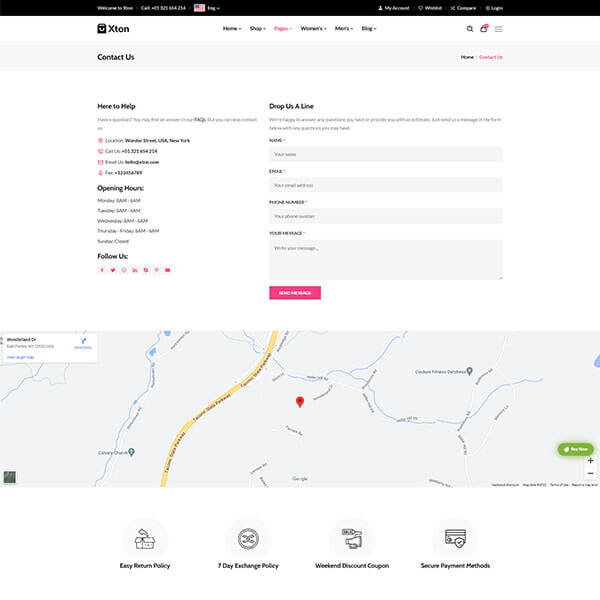 Welcome to Xton
Call: +01 321 654 214
Eng
My Account
Wishlist
Compare
Login
Xton
Home
Shop
Pages
Women's
Men's
Blog
Contact Us
Home
Contact Us
Here to Help
Have a question? You may find an answer in our FAQs. But you can also contact
us.
Location: Wonder Street, USA, New York
Call Us: +01 321 654 214
Email Us: hello@xton.com
Fax: +123456789
Opening Hours:
Monday: 8AM - 6AM
Tuesday: 8AM - 6AM
Wednesday: 8AM - 6AM
Thursday - Friday: 8AM - 6AM
Sunday: Closed
Follow Us:
Drop Us A Line
We're happy to answer any questions you have or provide you with an estimate. Just send us a message in the form
below with any questions you may have.
NAME *
Your name
EMAIL *
Your email address
PHONE NUMBER *
Your phone number
YOUR MESSAGE *
Write your message...
SEND MESSAGE
Wonderland Dr
Directions
View larger map
Taconic State Parkway
Taconic State Parkway
Couture Fitness Dutchess
Calvary Church
Buy Now
Google
Keyboard shortcuts
Map data ©2022
Terms of Use
Report a map error
SALE
Easy Return Policy
7 Day Exchange Policy
Weekend Discount Coupon
Secure Payment Methods